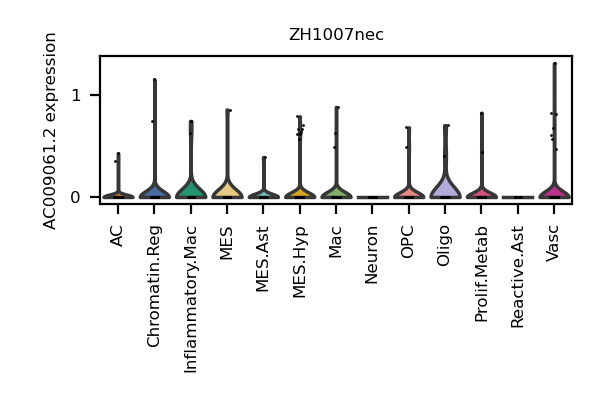 ZH1007nec
AC009061.2 expression
1
0
AC
Chromatin.Reg
Inflammatory.Mac
MES
MES.Ast
MES.Hyp
Mac
Neuron
OPC
Oligo
Prolif.Metab
Reactive.Ast
Vasc